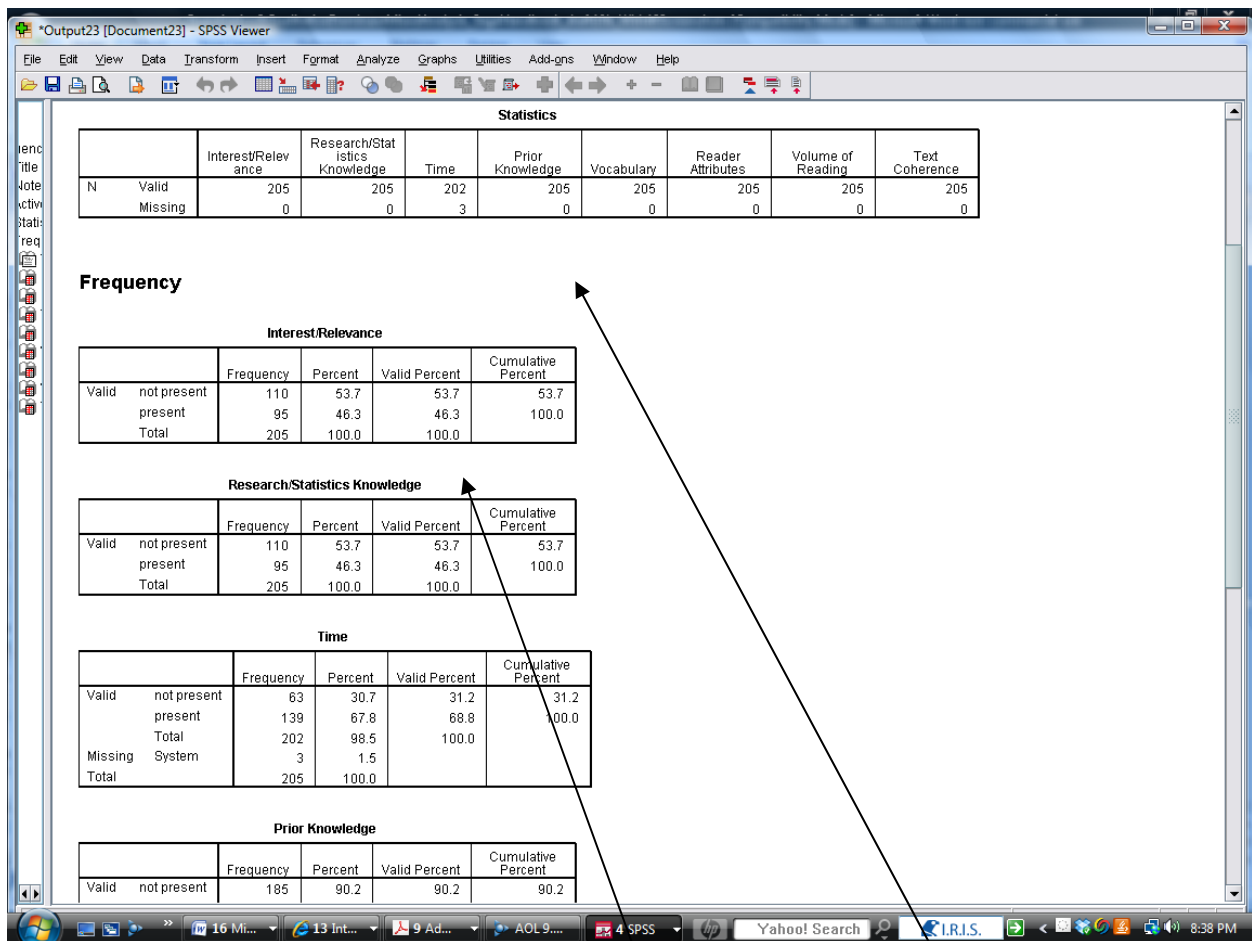 *Output23 [Document23] - SPSS Viewer
File Edit View Data Transform Insert Format Analyze Graphs Utilities Add-ons Window Help
Statistics
Interest/Relev
ance
Research/Stat
istics
Knowledge
Time
Prior
Knowledge
Vocabulary
Reader
Attributes
Volume of
Reading
Text
Coherence
N Valid 205 205 202 205 205 205 205 205
Missing 0 0 3 0 0 0 0 0
Frequency
Interest/Relevance
Frequency Percent Valid Percent Cumulative
Percent
Valid not present 110 53.7 53.7 53.7
present 95 46.3 46.3 100.0
Total 205 100.0 100.0
Research/Statistics Knowledge
Frequency Percent Valid Percent Cumulative
Percent
Valid not present 110 53.7 53.7 53.7
present 95 46.3 46.3 100.0
Total 205 100.0 100.0
Time
Frequency Percent Valid Percent Cumulative
Percent
Valid not present 63 30.7 31.2 31.2
present 139 67.8 68.8 100.0
Total 202 98.5 100.0
Missing System 3 1.5
Total 205 100.0
Prior Knowledge
Frequency Percent Valid Percent Cumulative
Percent
Valid not present 185 90.2 90.2 90.2
16 Mi... 13 Int... 9 Ad... AOL 9.... 4 SPSS Yahoo! Search I.R.I.S. 8:38 PM